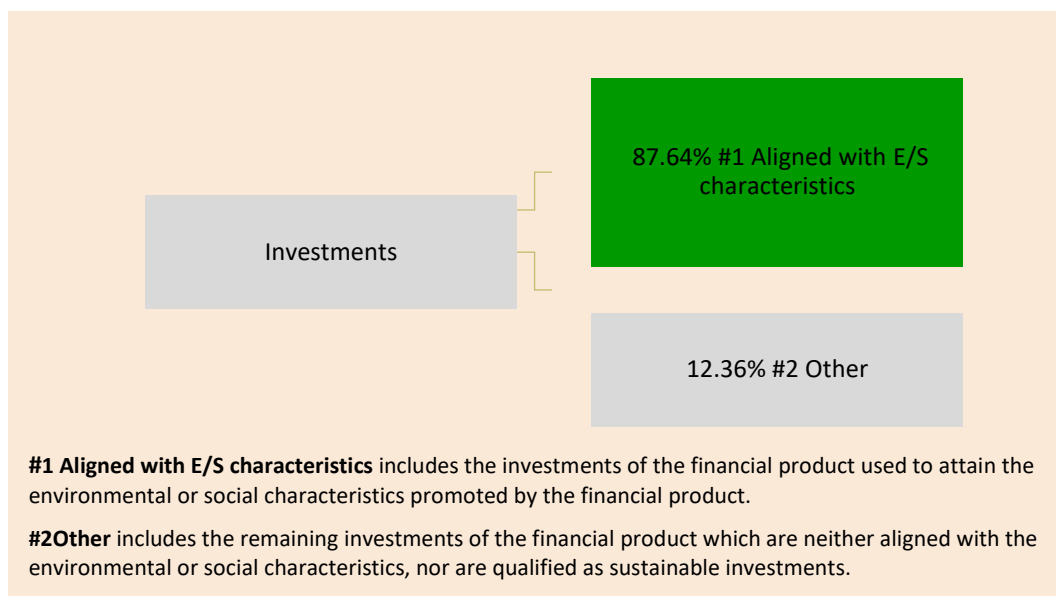 87.64% #1 Aligned with E/S
characteristics
Investments
12.36% #2 Other
#1 Aligned with E/S characteristics includes the investments of the financial product used to attain the
environmental or social characteristics promoted by the financial product.
#2Other includes the remaining investments of the financial product which are neither aligned with the
environmental or social characteristics, nor are qualified as sustainable investments.